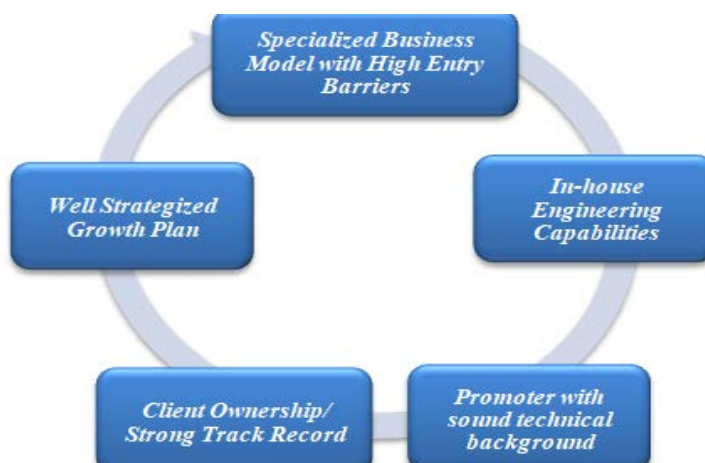 Specialized Business
Model with High Entry
Barriers
In-house
Engineering
Capabilities
Promoter with
sound technical
background
Client Ownership/
Strong Track Record
Well Strategized
Growth Plan